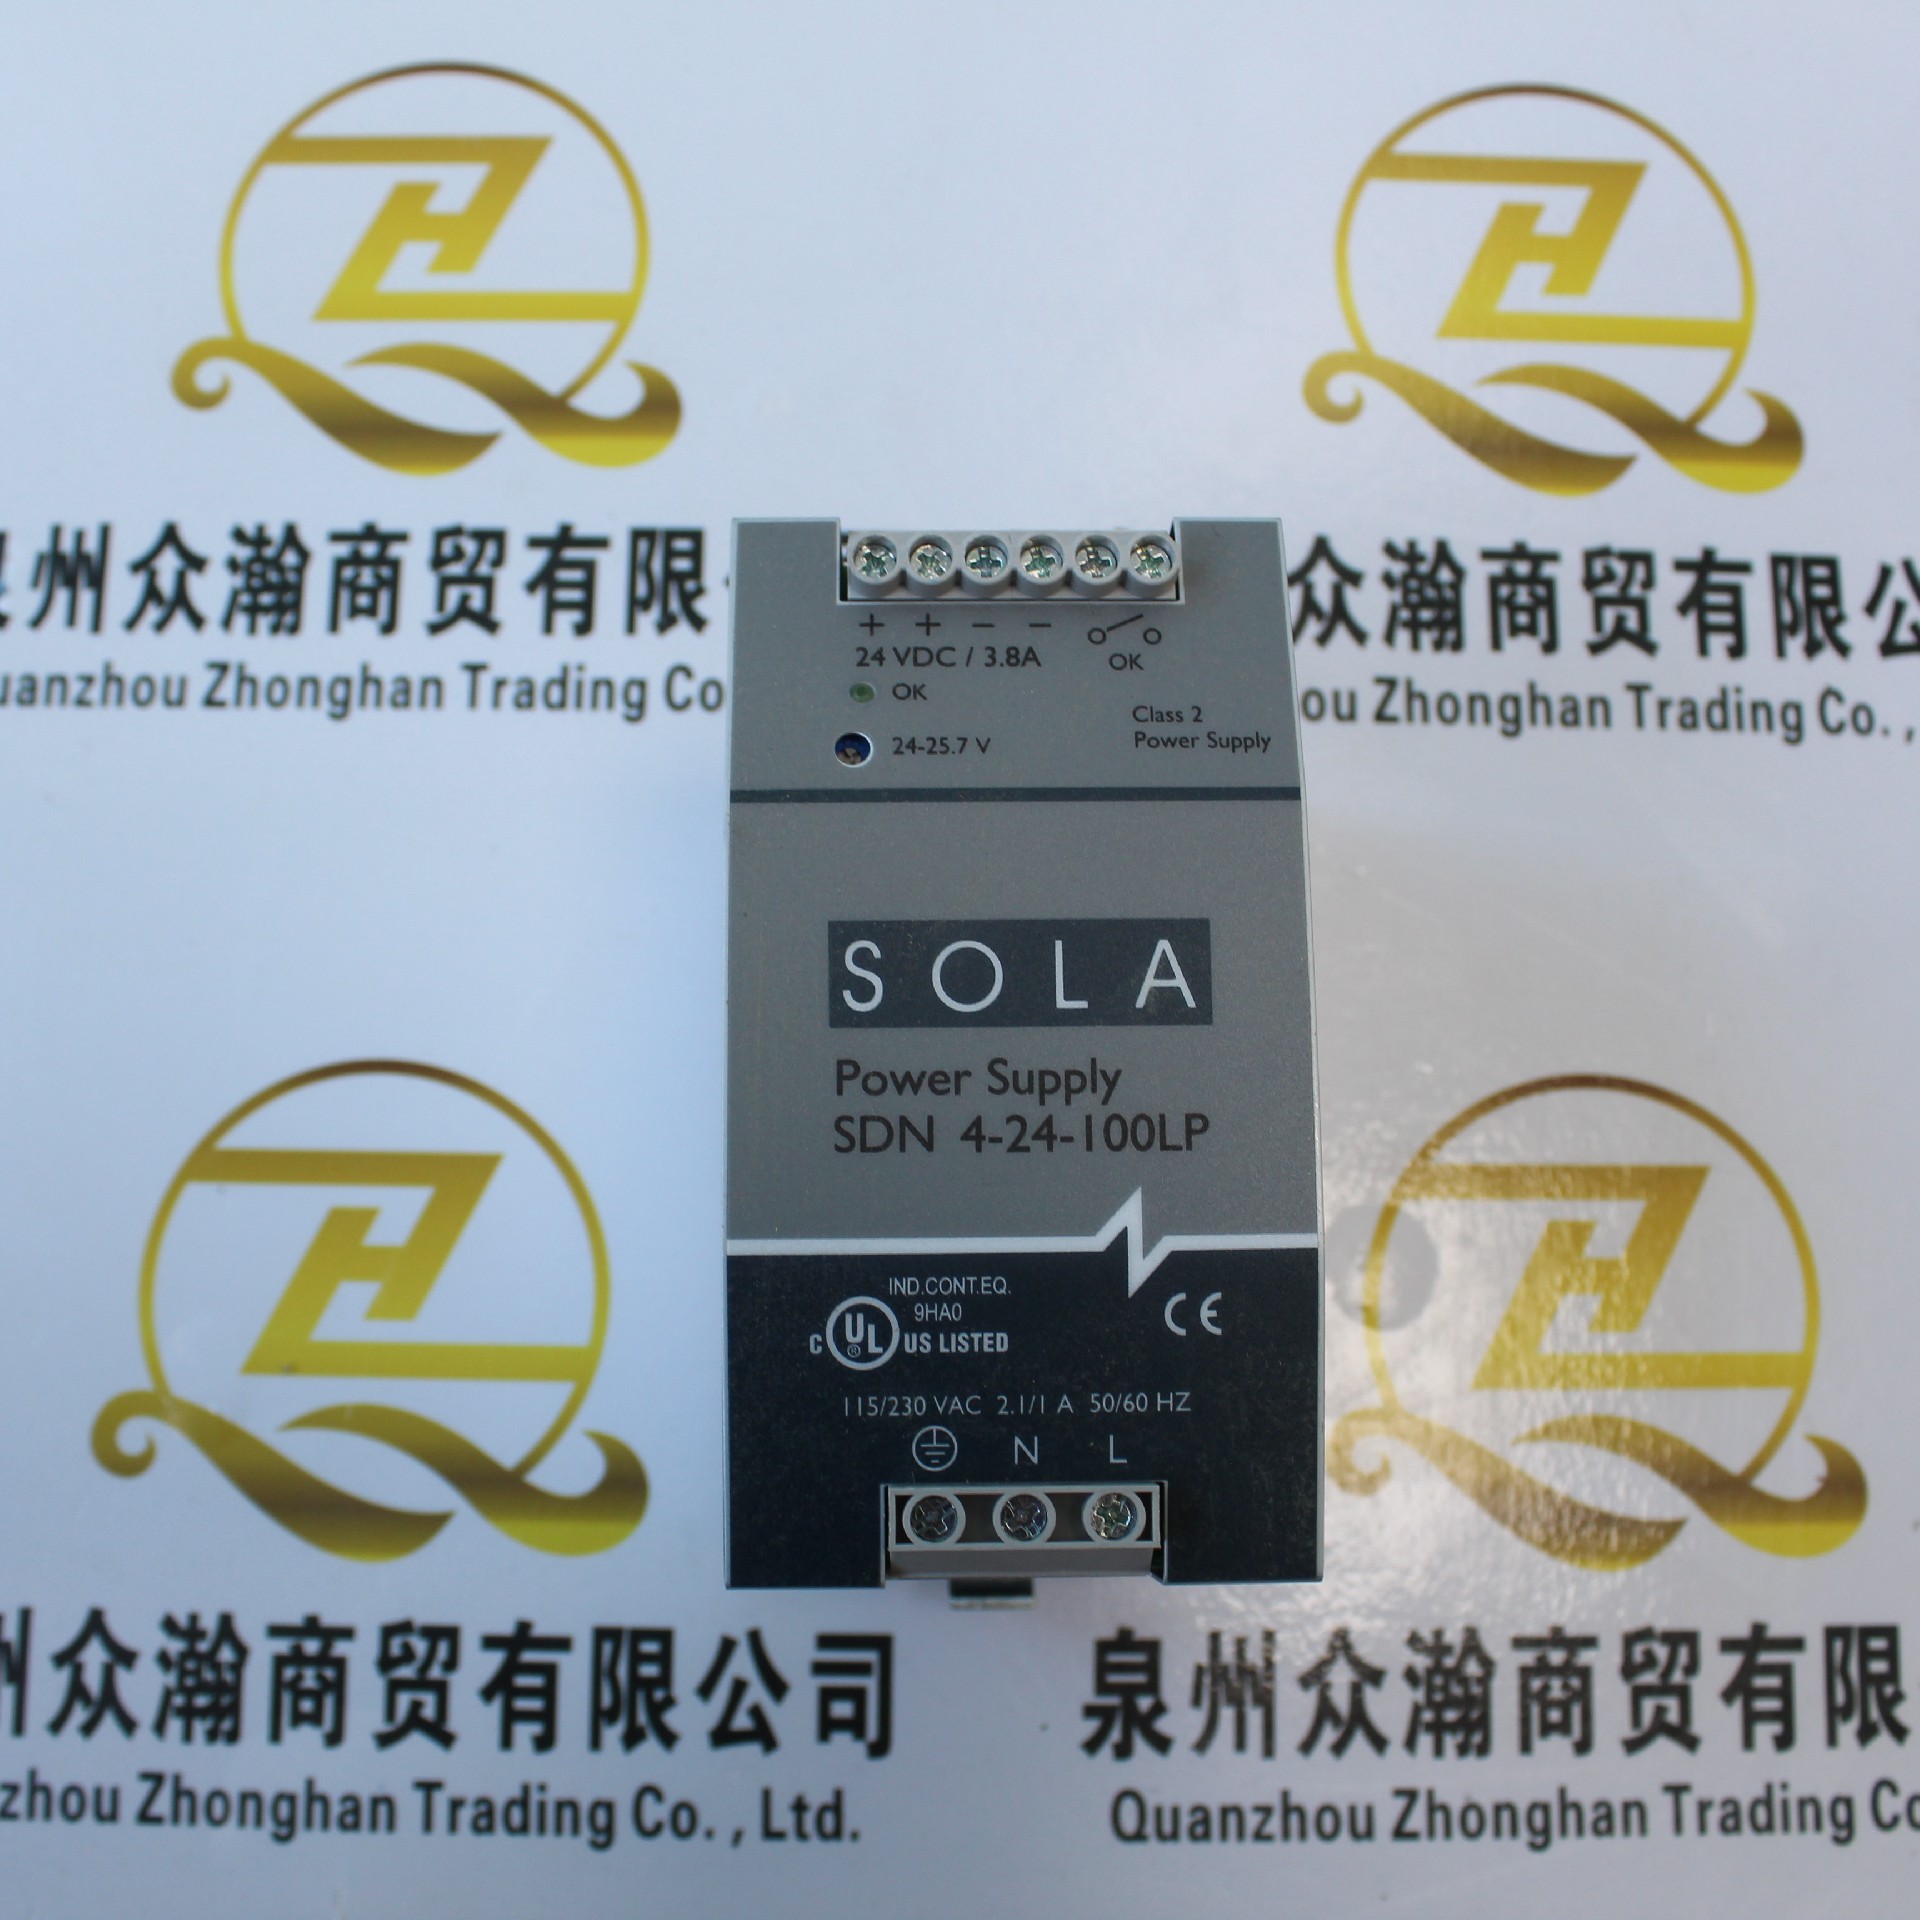 州众瀚商贸有限
Zhonghan Trading Co
众瀚商贸有限公
Zhonghan Trading Co.,
+ + − −
24 VDC / 3.8A
OK
OK
24-25.7 V
Class 2
Power Supply
SOLA
Power Supply
SDN 4-24-100LP
IND.CONT.EQ.
9HA0
C UL ® US LISTED
CE
115/230 VAC 2.1/1 A 50/60 HZ
N L
州众瀚商贸有限公司
Zhonghan Trading Co., Ltd.
泉州众瀚商贸有限
Quanzhou Zhonghan Trading Co